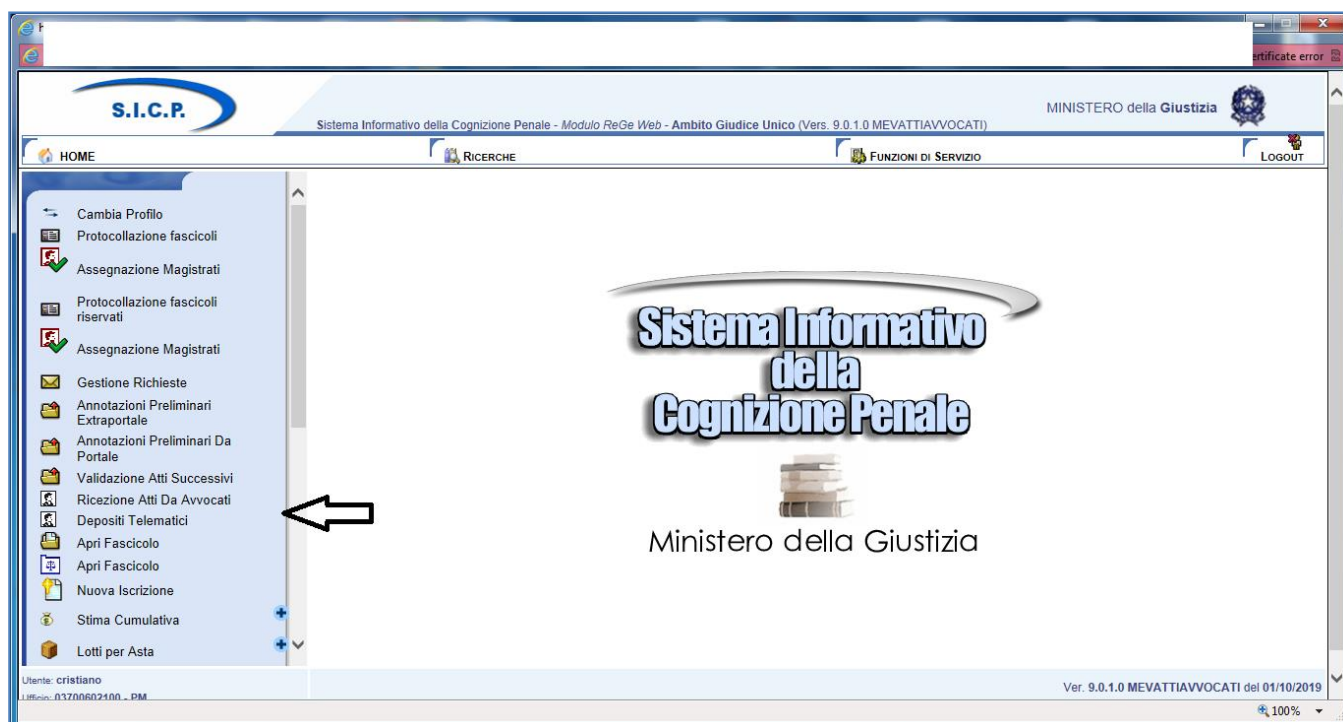 ertificate error
S.I.C.P.
Sistema Informativo della Cognizione Penale - Modulo ReGe Web - Ambito Giudice Unico (Vers. 9.0.1.0 MEVATTIAVVOCATI)
MINISTERO della Giustizia
HOME
RICERCHE
FUNZIONI DI SERVIZIO
LOGOUT
Cambia Profilo
Protocollazione fascicoli
Assegnazione Magistrati
Protocollazione fascicoli
riservati
Assegnazione Magistrati
Gestione Richieste
Annotazioni Preliminari
Extraportale
Annotazioni Preliminari Da
Portale
Validazione Atti Successivi
Ricezione Atti Da Avvocati
Depositi Telematici
Apri Fascicolo
Apri Fascicolo
Nuova Iscrizione
Stima Cumulativa
Lotti per Asta
Sistema Informativo
della
Cognizione Penale
Ministero della Giustizia
Utente: cristiano
Ufficio: 03700602100 - PM
Ver. 9.0.1.0 MEVATTIAVVOCATI del 01/10/2019
100%